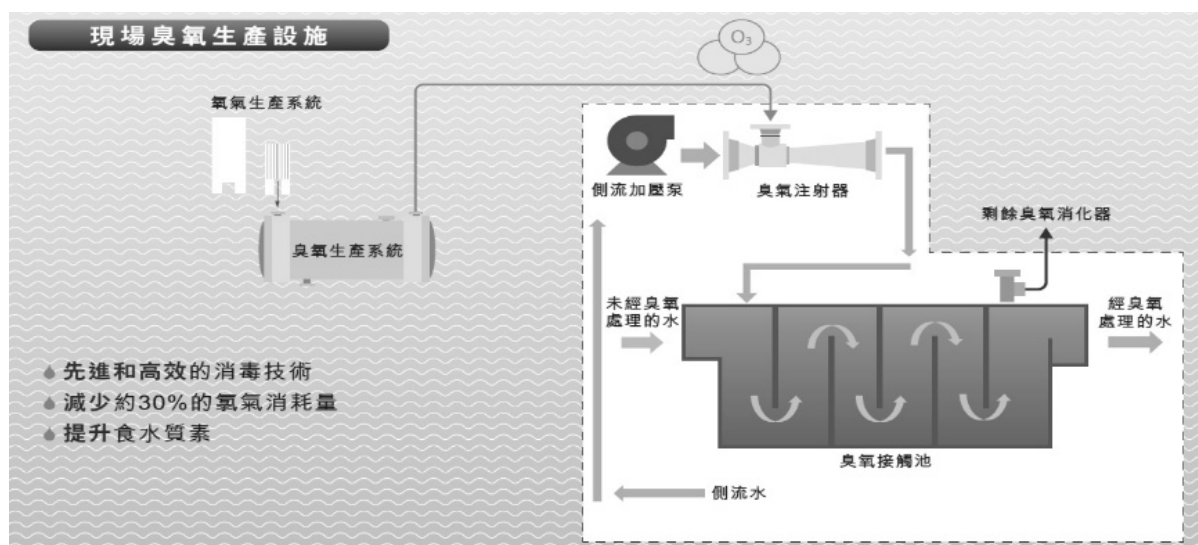 現場臭氧生產設施
O₃
氧氣生產系統
臭氧生產系統
側流加壓泵
臭氧注射器
剩餘臭氧消化器
未經臭氧
處理的水
經臭氧
處理的水
臭氧接觸池
側流水
先進和高效的消毒技術
減少約30%的氧氣消耗量
提升食水質素